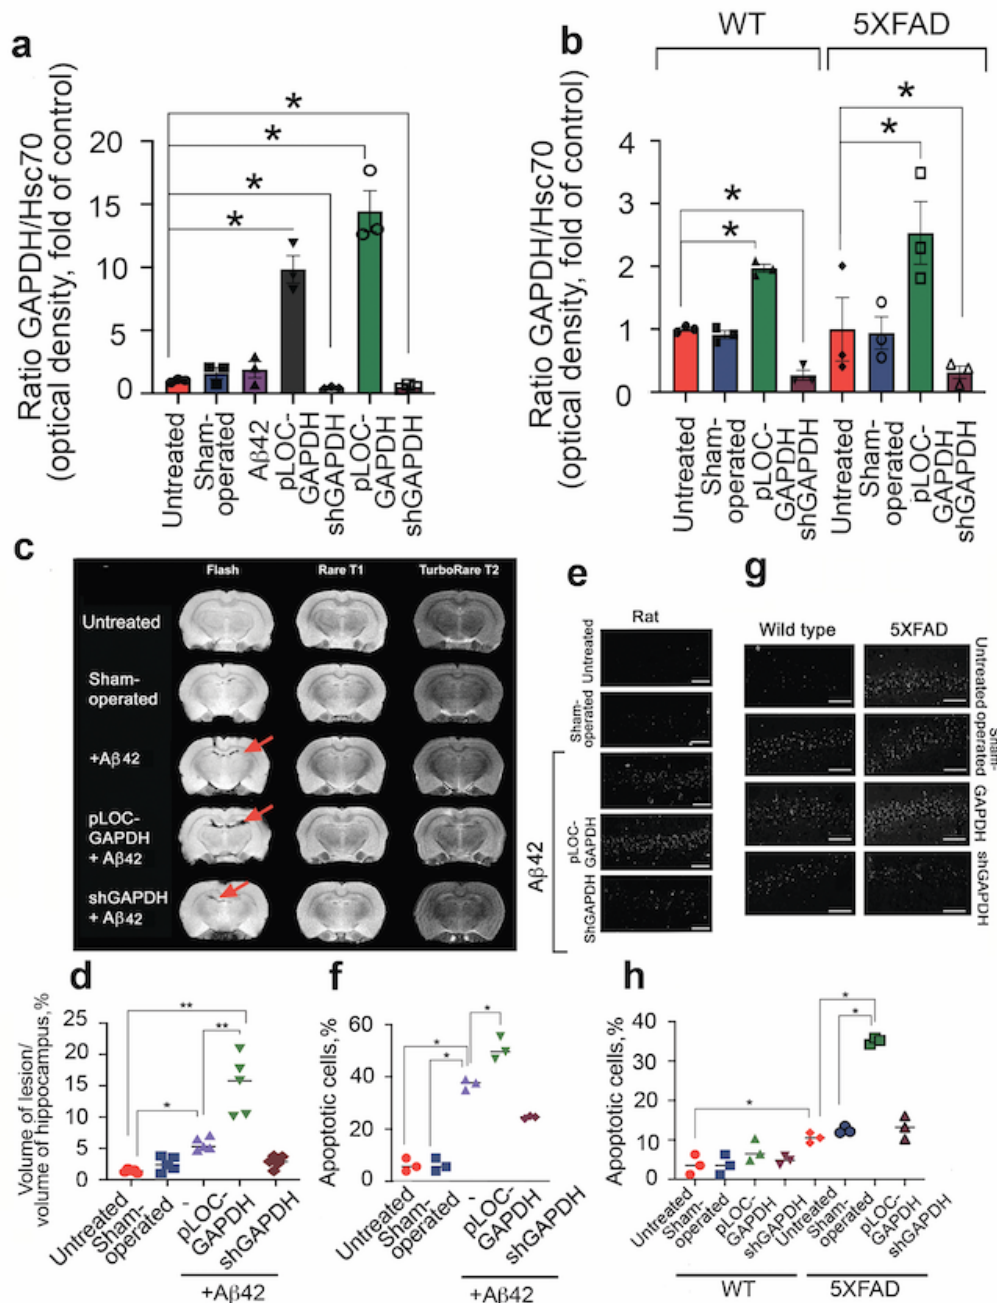 a
Ratio GAPDH/Hsc70
(optical density, fold of control)
20
15
10
5
0
*
*
*
*
Untreated
Sham-
operated
Aβ42
pLOC-
GAPDH
shGAPDH
pLOC-
GAPDH
shGAPDH
b
WT
5XFAD
Ratio GAPDH/Hsc70
(optical density, fold of control)
4
3
2
1
0
*
*
*
*
Untreated
Sham-
operated
pLOC-
GAPDH
shGAPDH
Untreated
Sham-
operated
pLOC-
GAPDH
shGAPDH
c
Flash
Rare T1
TurboRare T2
Untreated
Sham-
operated
+Aβ42
pLOC-
GAPDH
+ Aβ42
shGAPDH
+ Aβ42
e
Rat
Untreated
Sham-
operated
pLOC-
GAPDH
ShGAPDH
Aβ42
g
Wild type
5XFAD
Untreated
Sham-
operated
GAPDH
shGAPDH
d
Volume of lesion/
volume of hippocampus,%
25
20
15
10
5
0
**
**
*
Untreated
Sham-
operated
-
pLOC-
GAPDH
shGAPDH
+Aβ42
f
Apoptotic cells,%
60
40
20
0
*
*
*
Untreated
Sham-
operated
-
pLOC-
GAPDH
shGAPDH
+Aβ42
h
Apoptotic cells,%
40
30
20
10
0
*
*
*
Untreated
Sham-
operated
pLOC-
GAPDH
shGAPDH
Untreated
Sham-
operated
pLOC-
GAPDH
shGAPDH
WT
5XFAD